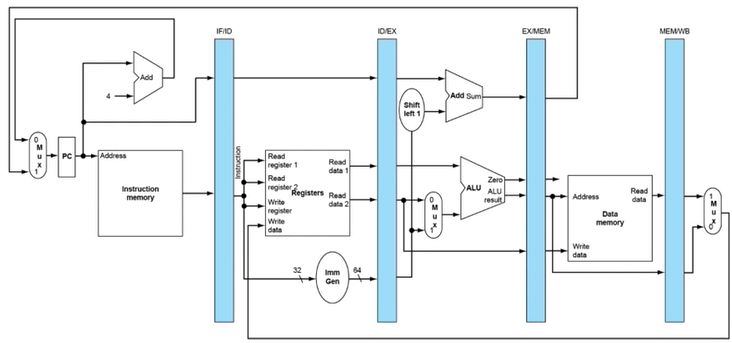 IF/ID
ID/EX
EX/MEM
MEM/WB
Add
4
Shift
left 1
Add Sum
0
M
u
x
1
PC
Address
Instruction
memory
Instruction
Read
register 1
Read
data 1
Read
register 2
Registers
Write
register
Read
data 2
Write
data
0
M
u
x
1
ALU
Zero
ALU
result
Address
Read
data
Data
memory
Write
data
1
M
u
x
0
32
Imm
Gen
64